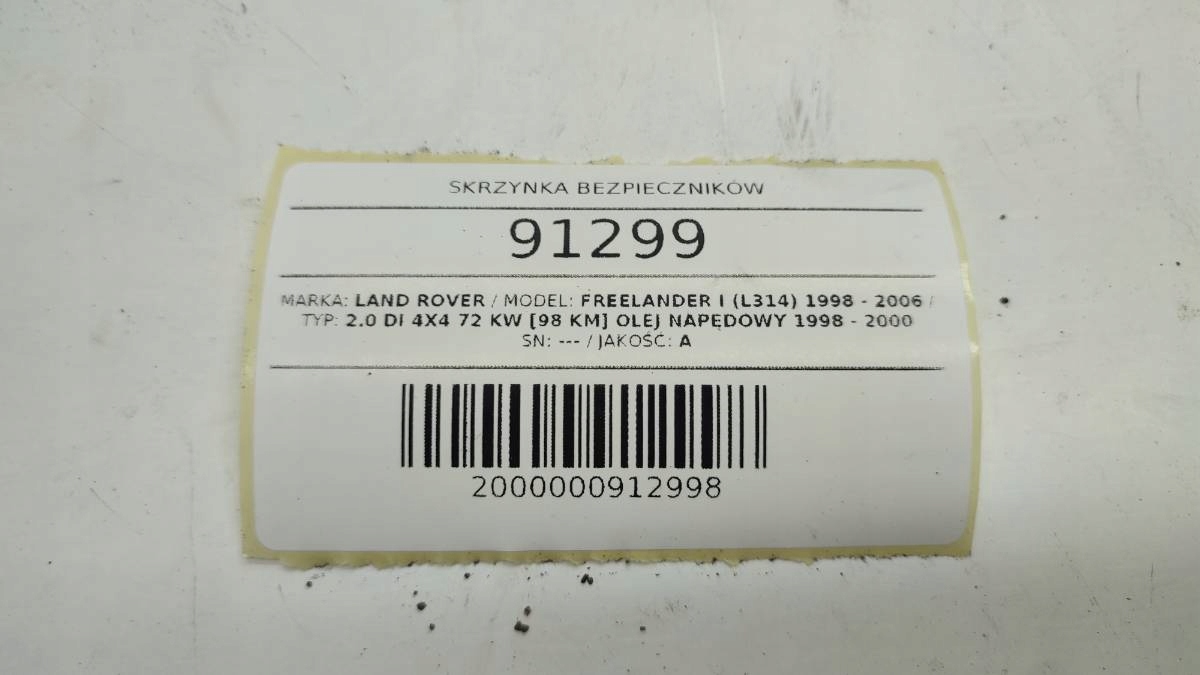 SKRZYNKA BEZPIECZNIKÓW
91299
MARKA: LAND ROVER / MODEL: FREELANDER I (L314) 1998 - 2006 /
TYP: 2.0 DI 4X4 72 KW [98 KM] OLEJ NAPĘDOWY 1998 - 2000
SN: --- / JAKOŚĆ: A
2000000912998